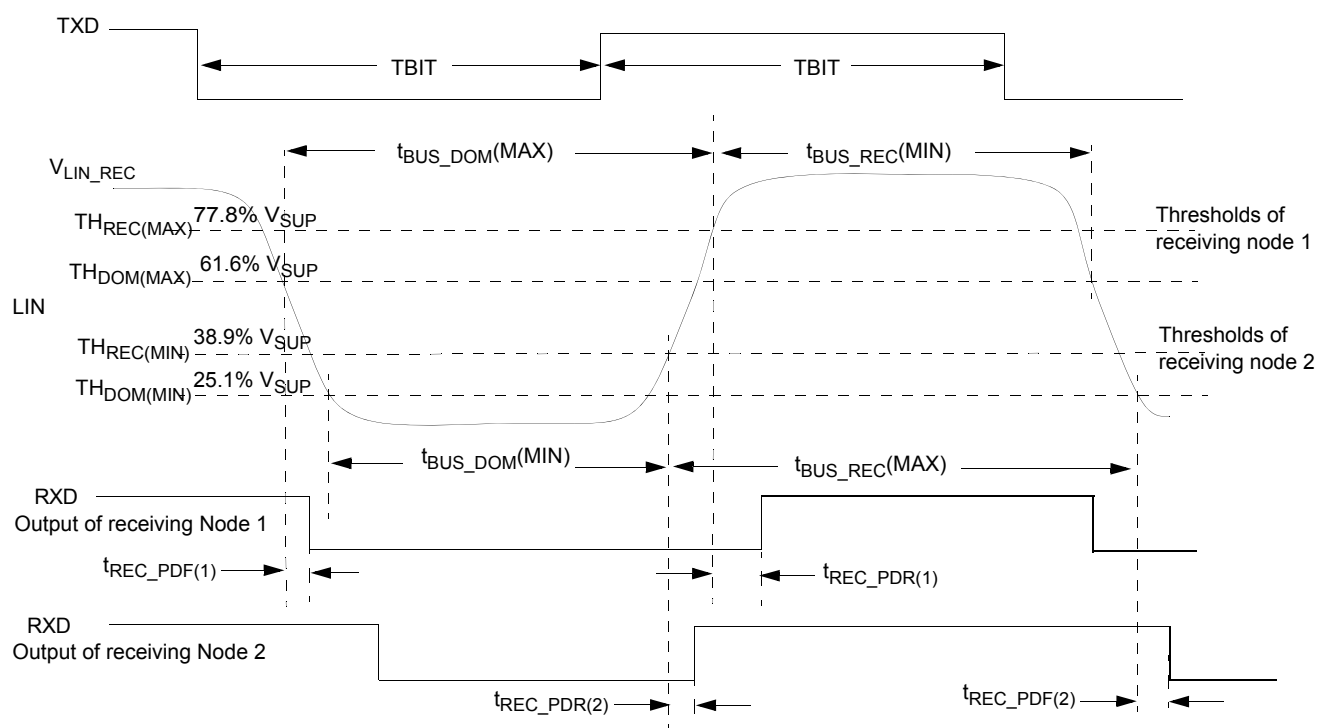 TXD
TBIT
TBIT
tBUS_DOM(MAX)
tBUS_REC(MIN)
VLIN_REC
THREC(MAX) 77.8% VSUP
Thresholds of
receiving node 1
THDOM(MAX) 61.6% VSUP
LIN
THREC(MIN) 38.9% VSUP
Thresholds of
receiving node 2
THDOM(MIN) 25.1% VSUP
tBUS_DOM(MIN)
tBUS_REC(MAX)
RXD
Output of receiving Node 1
tREC_PDF(1)
tREC_PDR(1)
RXD
Output of receiving Node 2
tREC_PDR(2)
tREC_PDF(2)